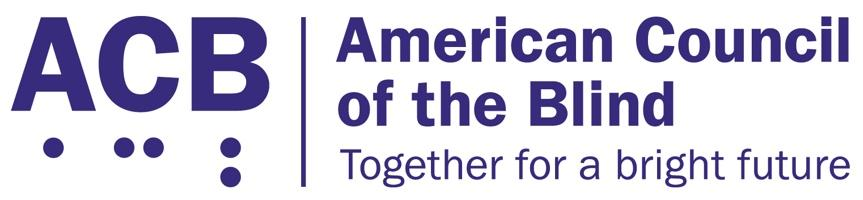 ACB
⠁⠉⠃
American Council
of the Blind
Together for a bright future